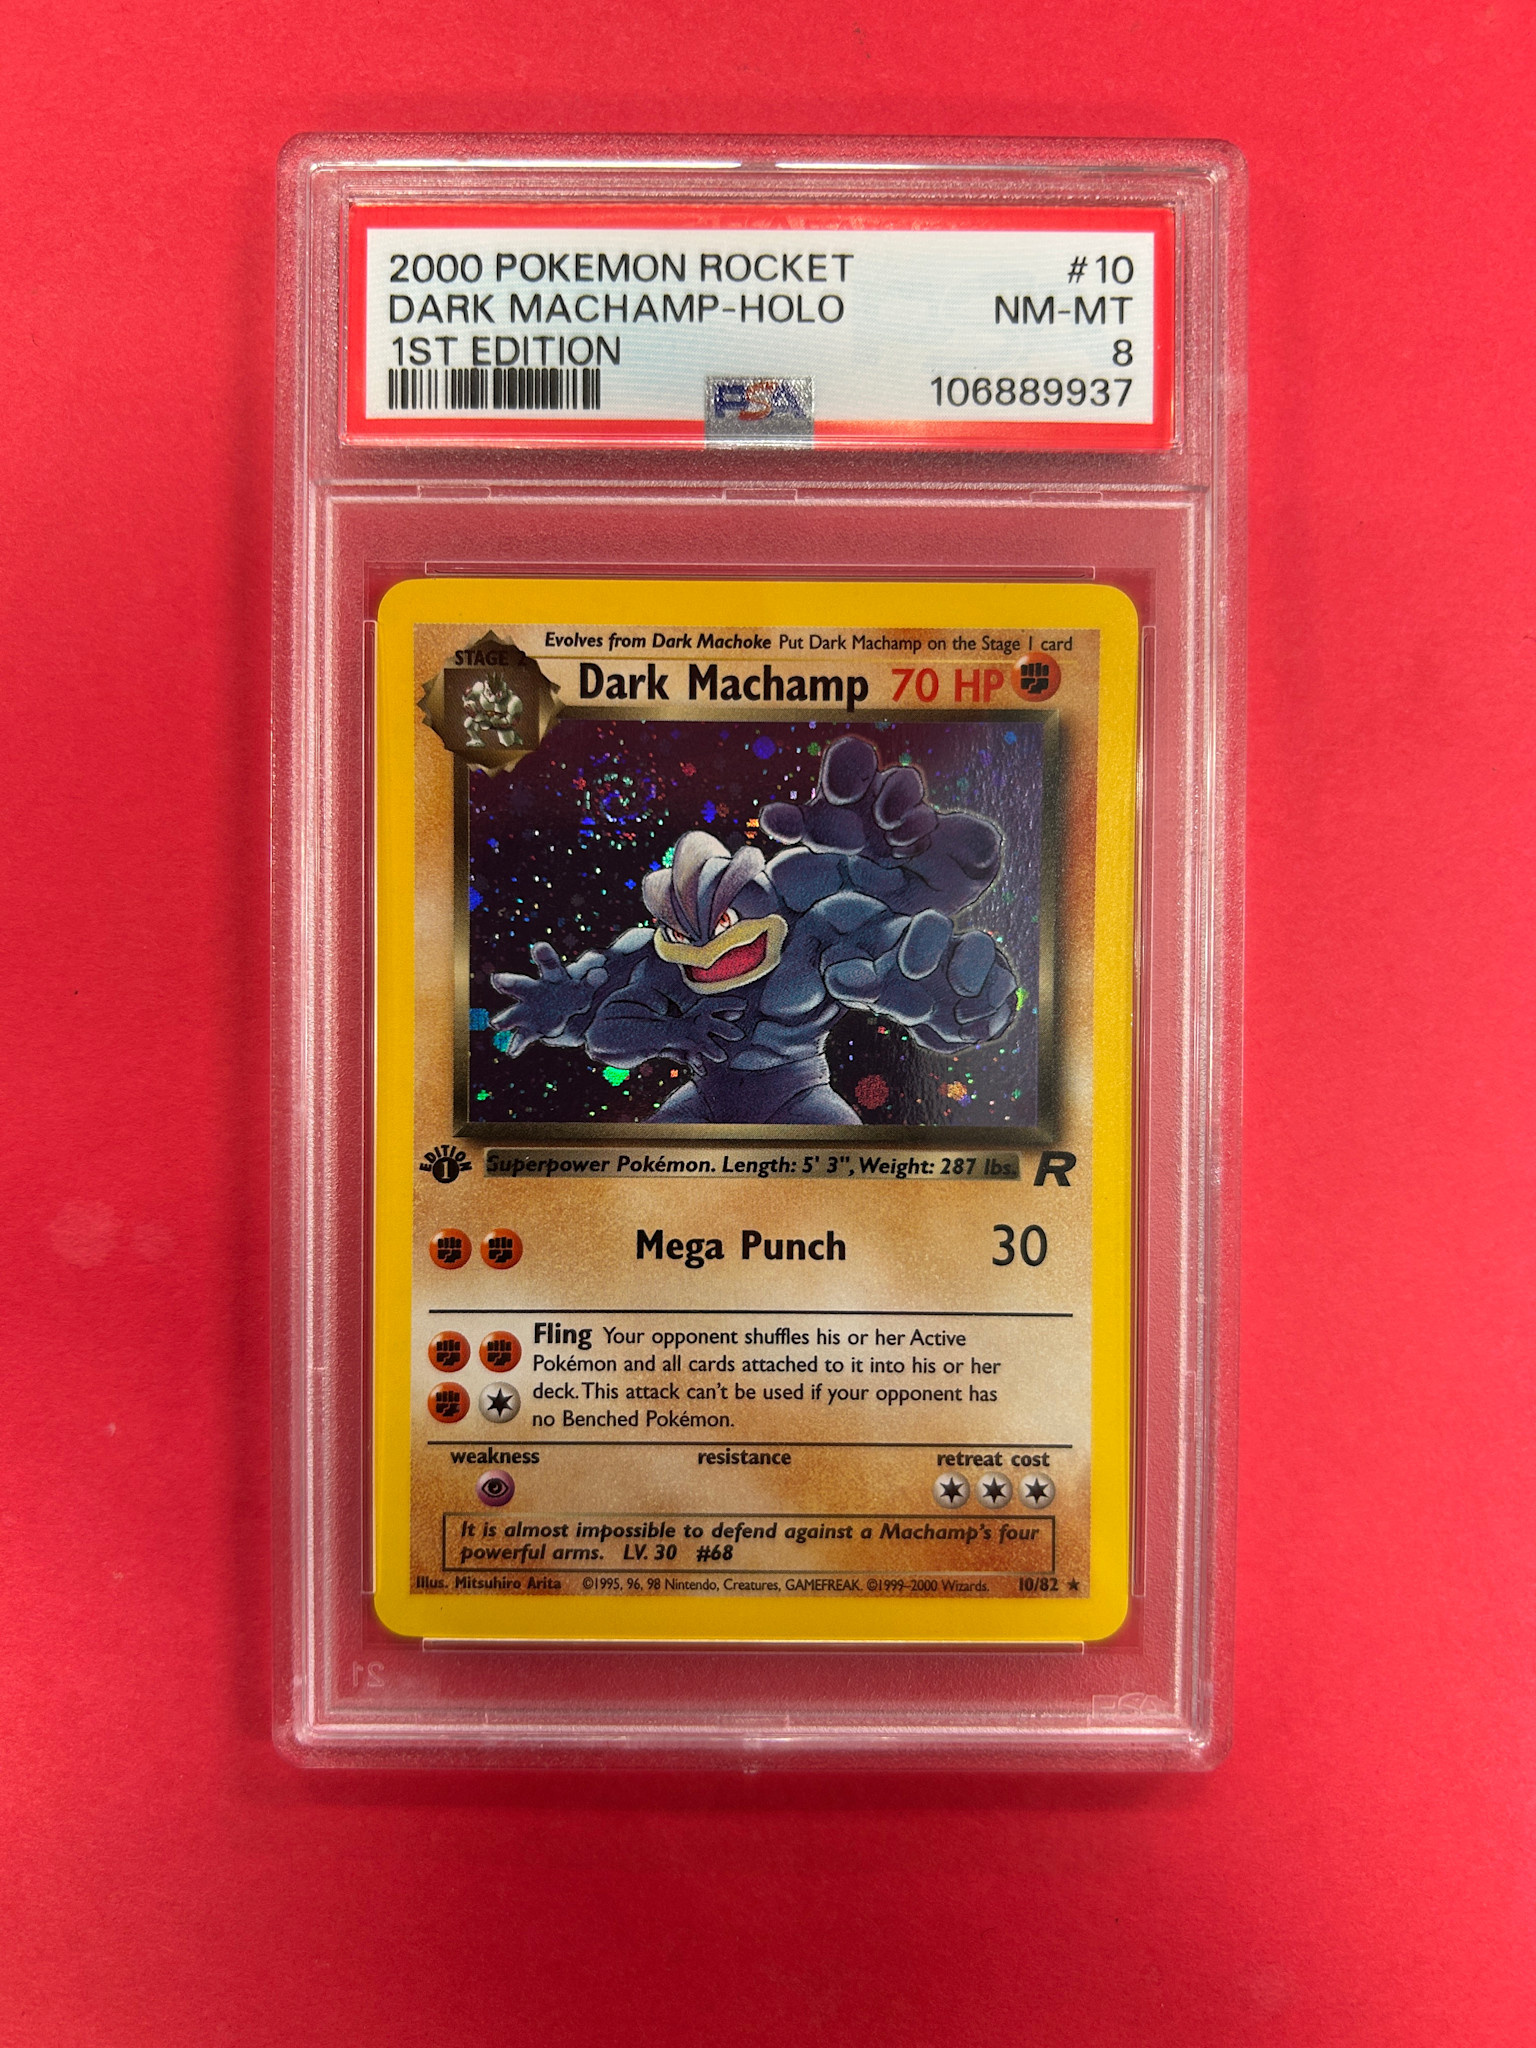 2000 POKEMON ROCKET #10
DARK MACHAMP-HOLO NM-MT
1ST EDITION 8
PSA 106889937
Evolves from Dark Machoke Put Dark Machamp on the Stage 1 card
STAGE 2
Dark Machamp 70 HP
EDITION
1
Superpower Pokémon. Length: 5' 3", Weight: 287 lbs. R
Mega Punch 30
Fling Your opponent shuffles his or her Active
Pokémon and all cards attached to it into his or her
deck. This attack can't be used if your opponent has
no Benched Pokémon.
weakness resistance retreat cost
It is almost impossible to defend against a Machamp's four
powerful arms. LV. 30 #68
Illus. Mitsuhiro Arita ©1995, 96, 98 Nintendo, Creatures, GAMEFREAK. ©1999–2000 Wizards. 10/82 ★
21 PSA